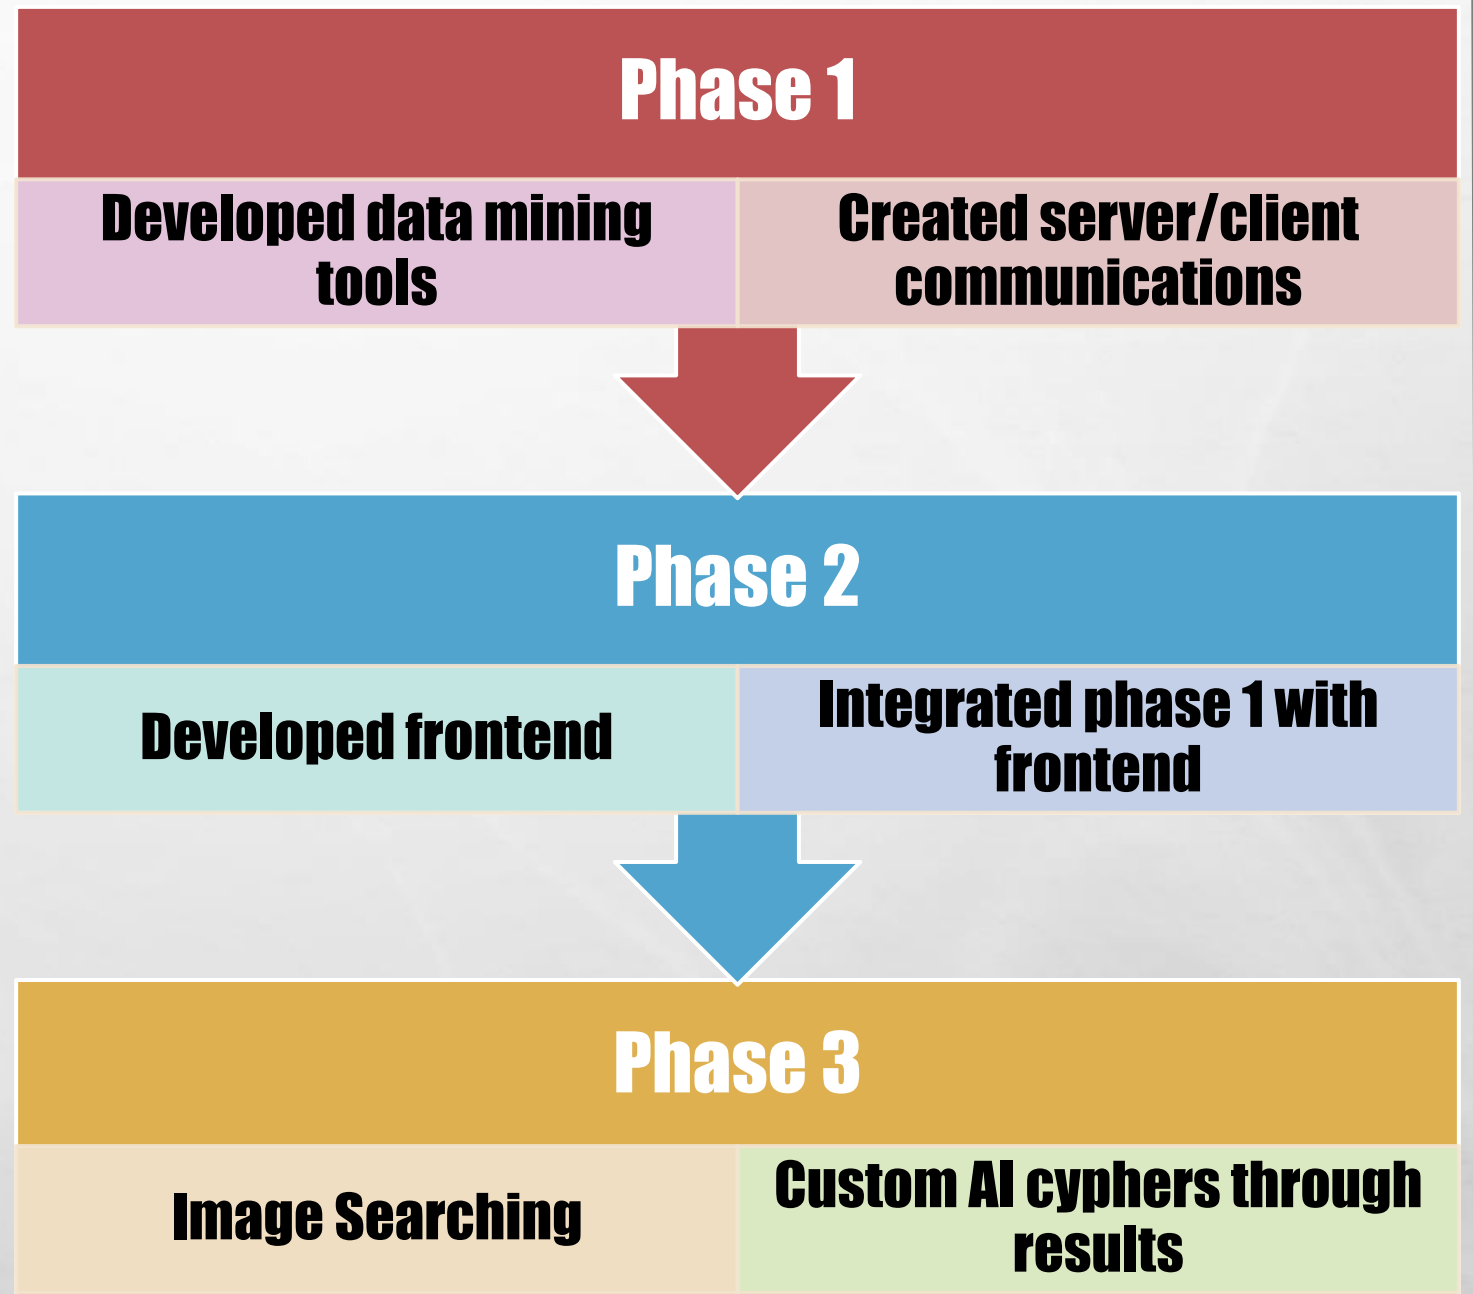 Phase 1
Developed data mining
tools
Created server/client
communications
Phase 2
Developed frontend
Integrated phase 1 with
frontend
Phase 3
Image Searching
Custom AI cyphers through
results